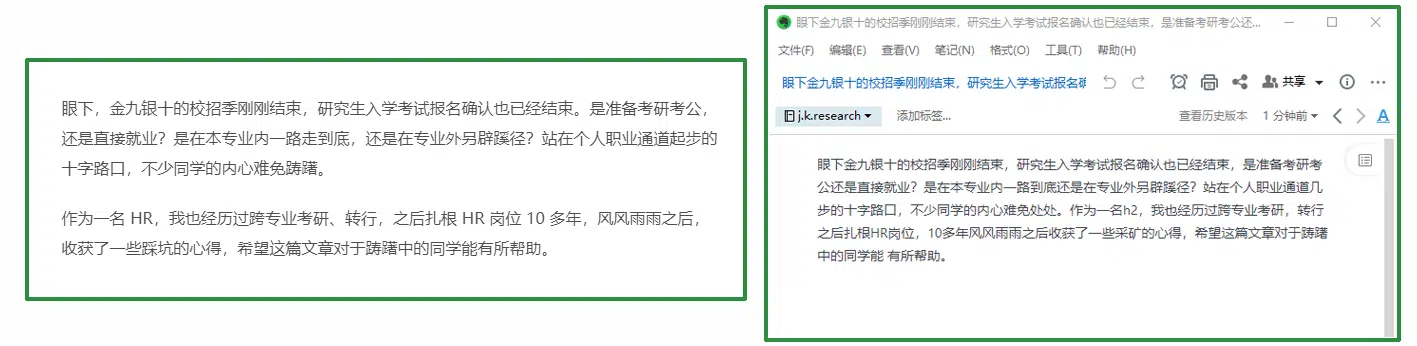 眼下，金九银十的校招季刚刚结束，研究生入学考试报名确认也已经结束。是准备考研考公，
还是直接就业？是在本专业内一路走到底，还是在专业外另辟蹊径？站在个人职业通道起步的
十字路口，不少同学的内心难免踌躇。
作为一名 HR，我也经历过跨专业考研、转行，之后扎根 HR 岗位 10 多年，风风雨雨之后，
收获了一些踩坑的心得，希望这篇文章对于踌躇中的同学能有所帮助。
眼下金九银十的校招季刚刚结束，研究生入学考试报名确认也已经结束，是准备考研考公还...
文件(F) 编辑(E) 查看(V) 笔记(N) 格式(O) 工具(T) 帮助(H)
眼下金九银十的校招季刚刚结束，研究生入学考试报名确 共享
j.k.research 添加标签... 查看历史版本 1 分钟前 A
眼下金九银十的校招季刚刚结束，研究生入学考试报名确认也已经结束，是准备考研考
公还是直接就业？是在本专业内一路到底还是在专业外另辟蹊径？站在个人职业通道几
步的十字路口，不少同学的内心难免处处。作为一名h2，我也经历过跨专业考研，转行
之后扎根HR岗位，10多年风风雨雨之后收获了一些采矿的心得，希望这篇文章对于踌躇
中的同学能 有所帮助。